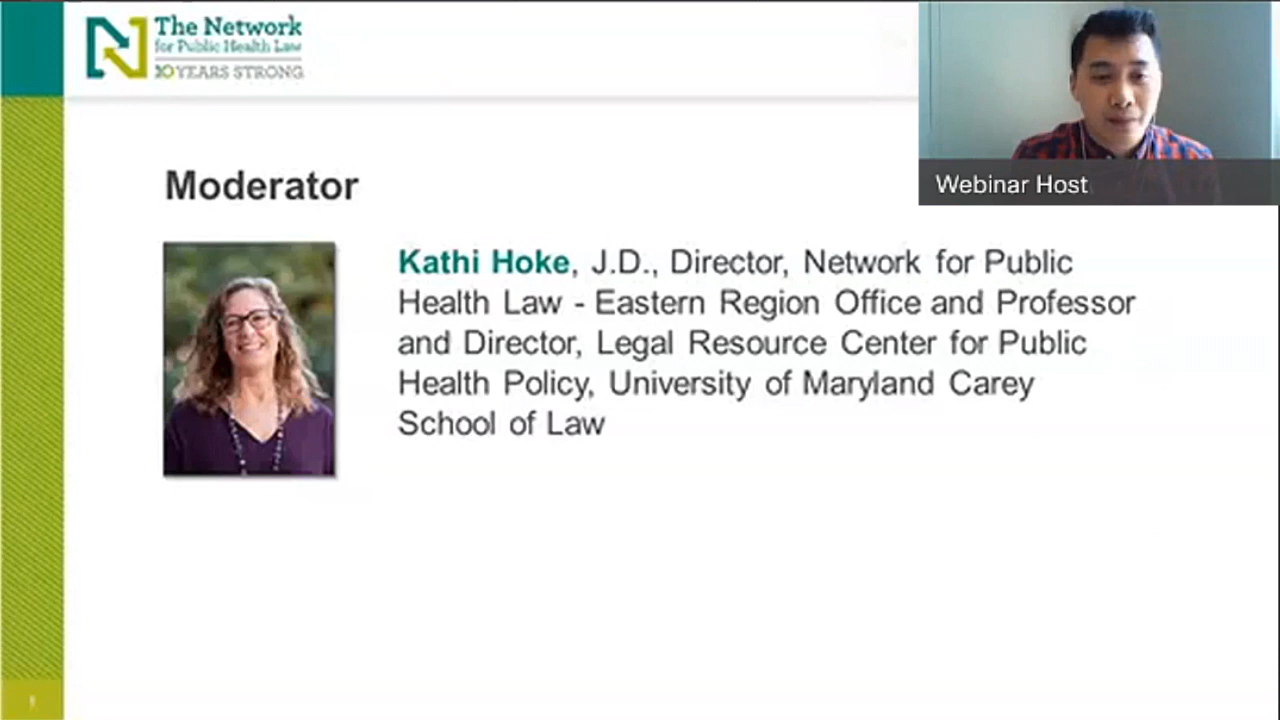 The Network
for Public Health Law
10 YEARS STRONG
Webinar Host
Moderator
Kathi Hoke, J.D., Director, Network for Public
Health Law - Eastern Region Office and Professor
and Director, Legal Resource Center for Public
Health Policy, University of Maryland Carey
School of Law